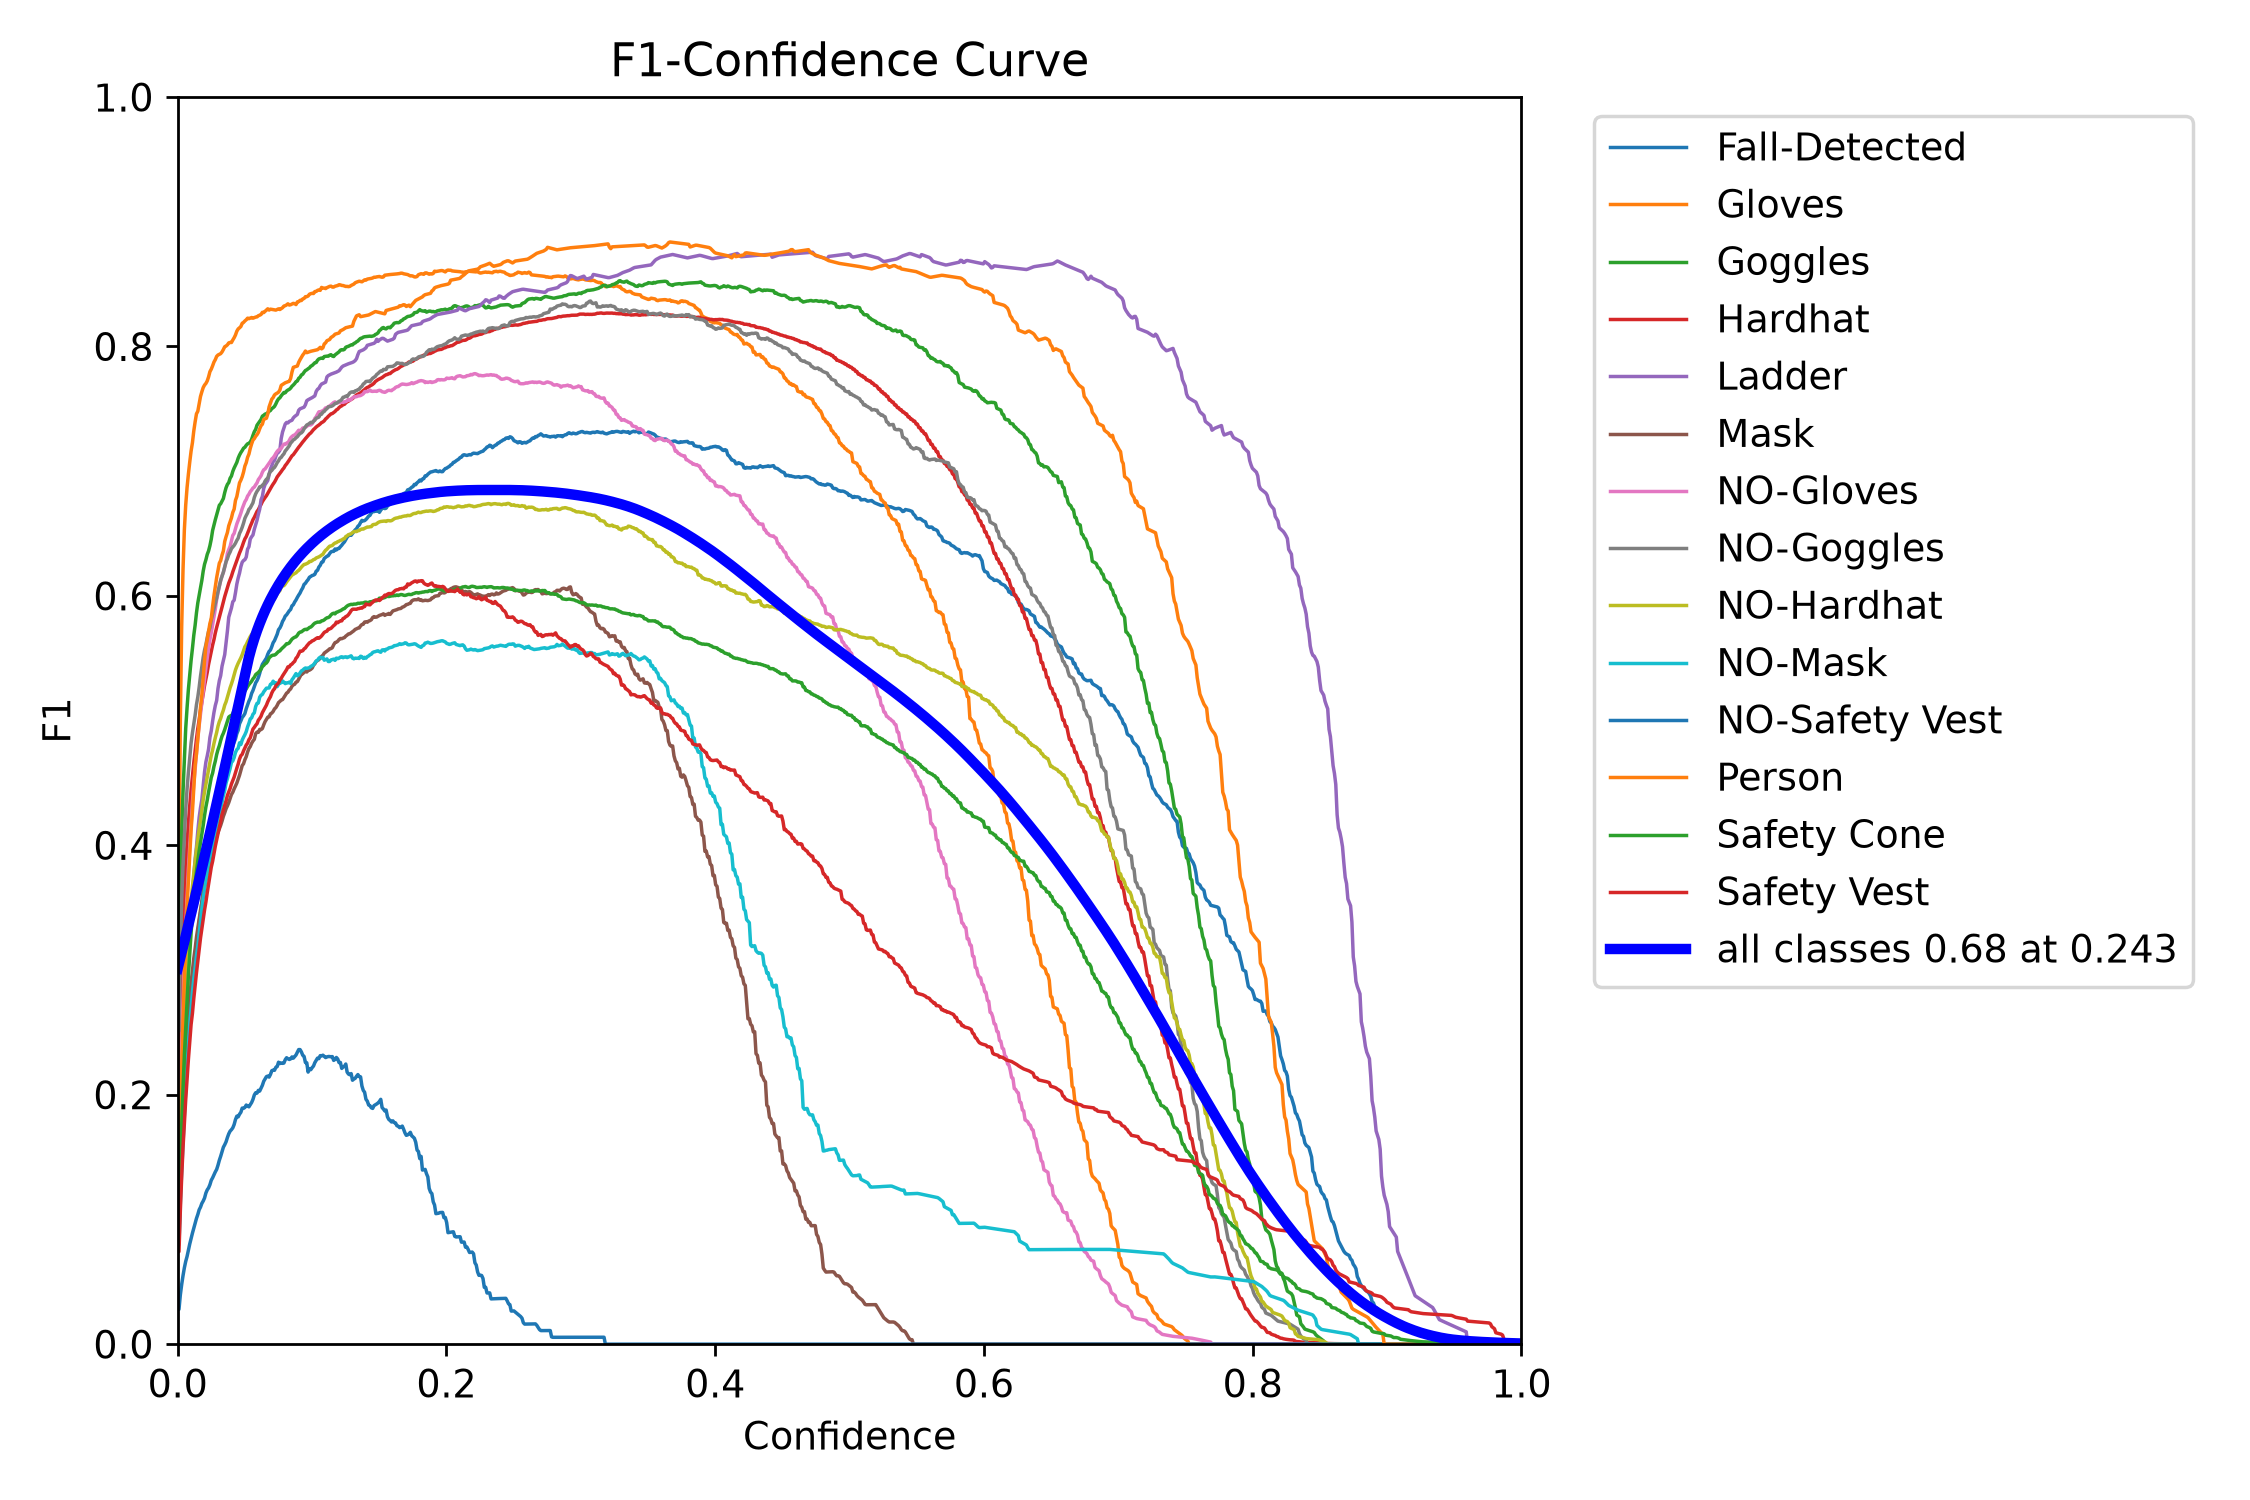 F1-Confidence Curve
1.0
0.8
0.6
0.4
0.2
0.0
F1
0.0 0.2 0.4 0.6 0.8 1.0
Confidence
Fall-Detected
Gloves
Goggles
Hardhat
Ladder
Mask
NO-Gloves
NO-Goggles
NO-Hardhat
NO-Mask
NO-Safety Vest
Person
Safety Cone
Safety Vest
all classes 0.68 at 0.243